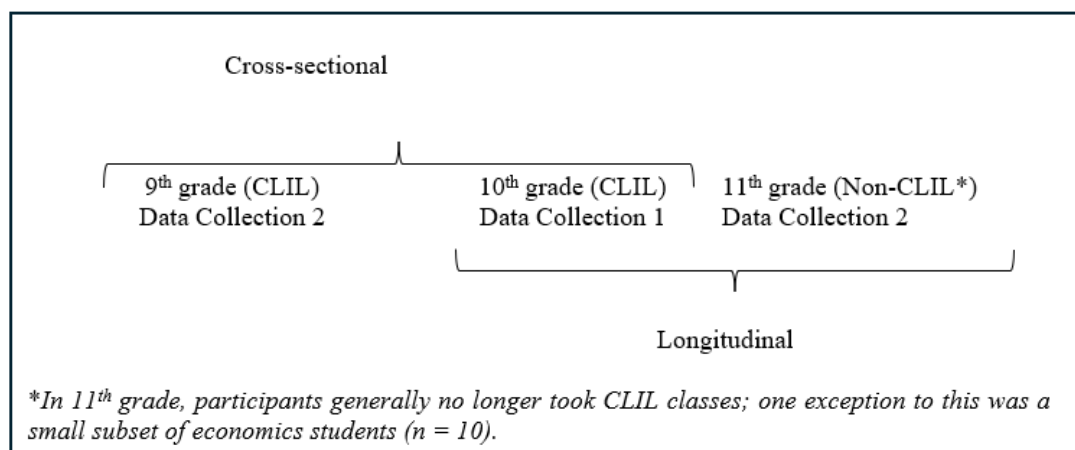 Cross-sectional
9th grade (CLIL) 10th grade (CLIL) 11th grade (Non-CLIL*)
Data Collection 2 Data Collection 1 Data Collection 2
Longitudinal
*In 11th grade, participants generally no longer took CLIL classes; one exception to this was a
small subset of economics students (n = 10).